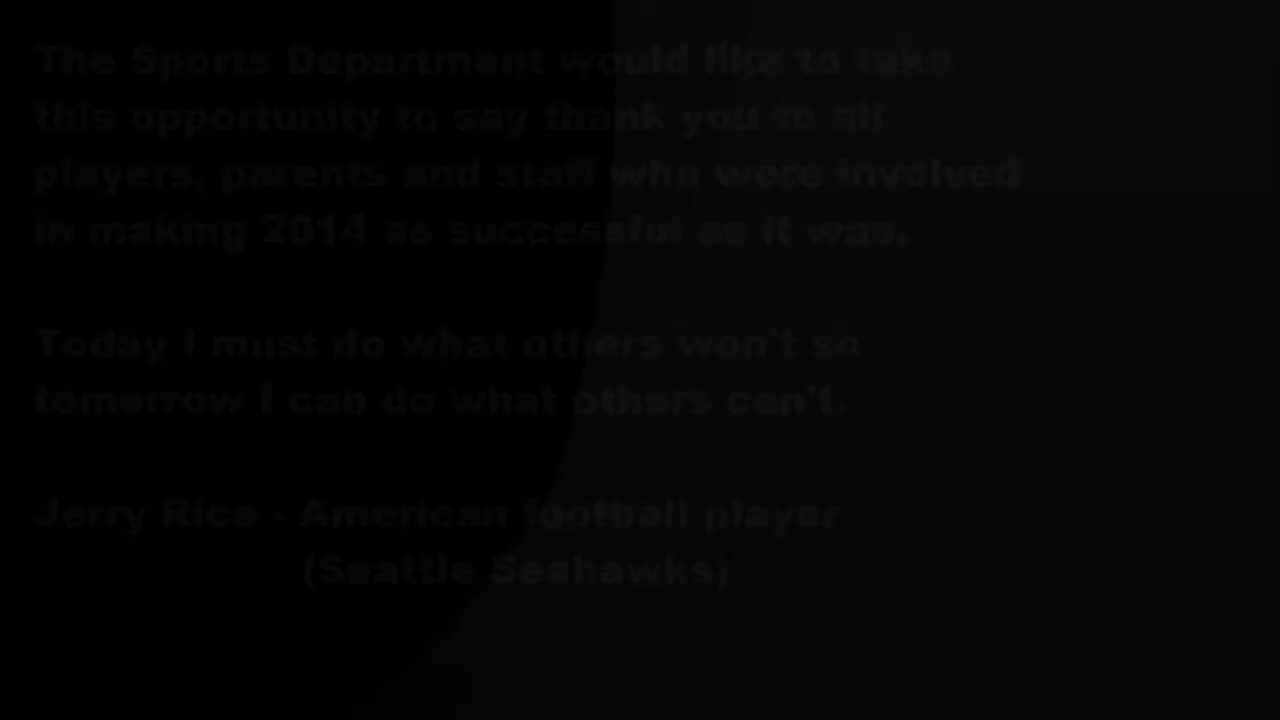 The Sports Department would like to take
this opportunity to say thank you to all
players, parents and staff who were involved
in making 2014 as successful as it was.
Today I must do what others won't so
tomorrow I can do what others can't.
Jerry Rice - American football player
(Seattle Seahawks)